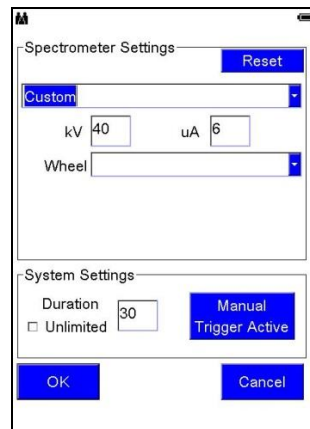 Spectrometer Settings
Reset
Custom
kV 40 uA 6
Wheel
System Settings
Duration
30
Unlimited
Manual
Trigger Active
OK Cancel